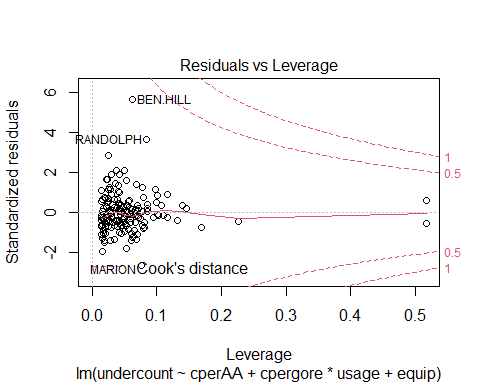 Residuals vs Leverage
Standardized residuals
6
4
2
0
-2
BEN.HILL
RANDOLPH
MARION
Cook's distance
1
0.5
0.5
1
0.0 0.1 0.2 0.3 0.4 0.5
Leverage
lm(undercount ~ cperAA + cpergore * usage + equip)